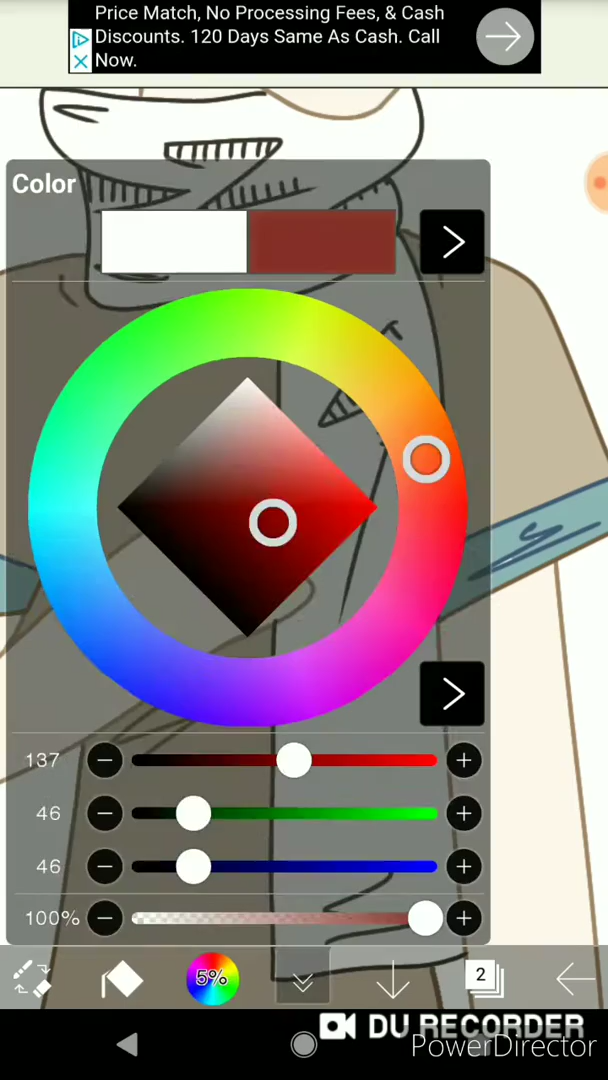 Price Match, No Processing Fees, & Cash
Discounts. 120 Days Same As Cash. Call
Now.
Color
137
46
46
100%
5%
2
DU RECORDER
PowerDirector